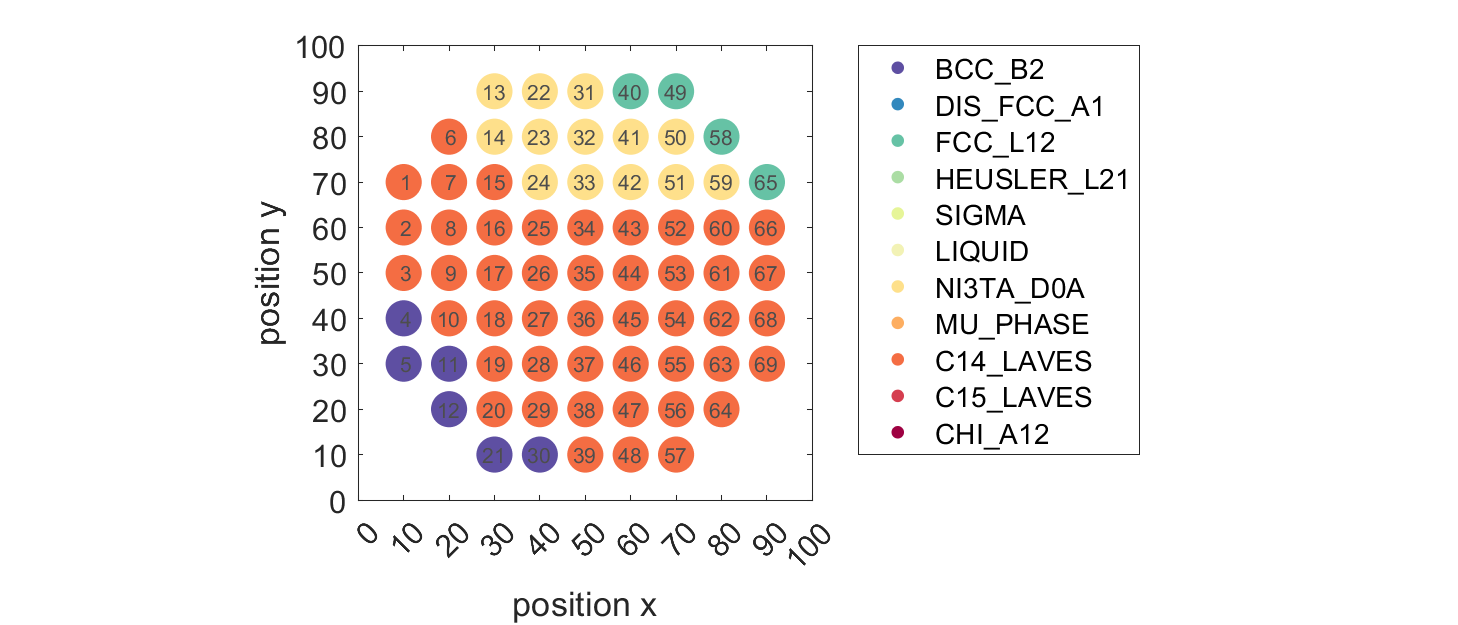 100
90
80
70
60
50
40
30
20
10
0
position y
13 22 31 40 49
6 14 23 32 41 50 58
1 7 15 24 33 42 51 59 65
2 8 16 25 34 43 52 60 66
3 9 17 26 35 44 53 61 67
4 10 18 27 36 45 54 62 68
5 11 19 28 37 46 55 63 69
12 20 29 38 47 56 64
21 30 39 48 57
0 10 20 30 40 50 60 70 80 90 100
position x
BCC_B2
DIS_FCC_A1
FCC_L12
HEUSLER_L21
SIGMA
LIQUID
NI3TA_D0A
MU_PHASE
C14_LAVES
C15_LAVES
CHI_A12